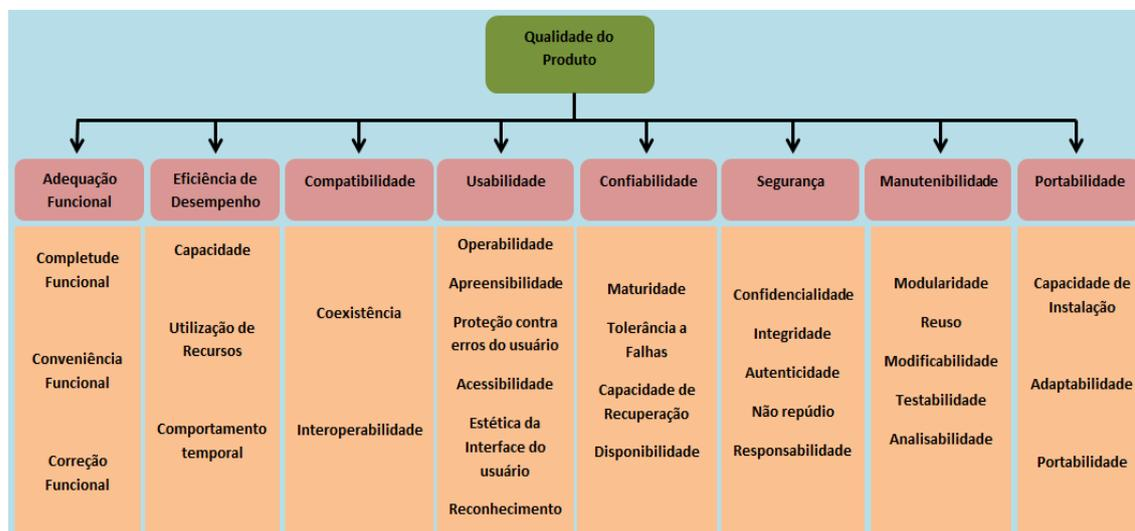 Qualidade do
Produto
Adequação
Funcional
Eficiência de
Desempenho
Compatibilidade
Usabilidade
Confiabilidade
Segurança
Manutenibilidade
Portabilidade
Completude
Funcional
Conveniência
Funcional
Correção
Funcional
Capacidade
Utilização de
Recursos
Comportamento
temporal
Coexistência
Interoperabilidade
Operabilidade
Apreensibilidade
Proteção contra
erros do usuário
Acessibilidade
Estética da
Interface do
usuário
Reconhecimento
Maturidade
Tolerância a
Falhas
Capacidade de
Recuperação
Disponibilidade
Confidencialidade
Integridade
Autenticidade
Não repúdio
Responsabilidade
Modularidade
Reuso
Modificabilidade
Testabilidade
Analisabilidade
Capacidade de
Instalação
Adaptabilidade
Portabilidade